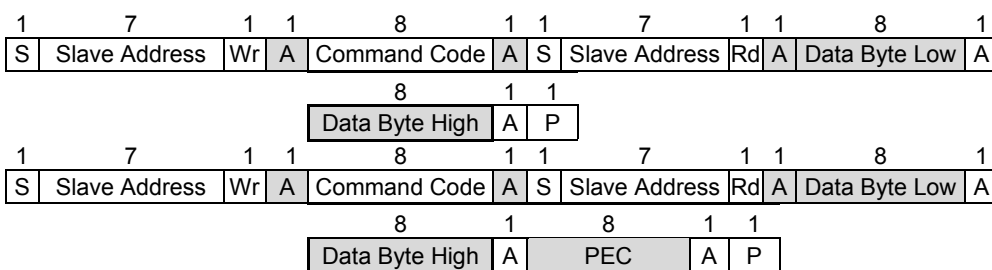 1 7 1 1 8 1 1 7 1 1 8 1
S Slave Address Wr A Command Code A S Slave Address Rd A Data Byte Low A
8 1 1
Data Byte High A P
1 7 1 1 8 1 1 7 1 1 8 1
S Slave Address Wr A Command Code A S Slave Address Rd A Data Byte Low A
8 1 8 1 1
Data Byte High A PEC A P